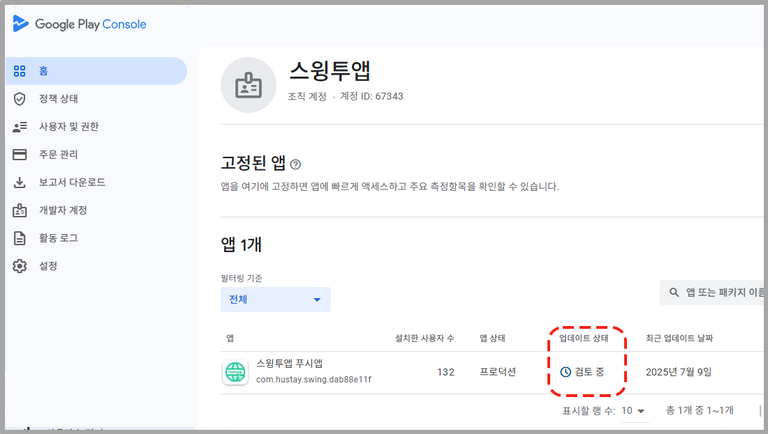 Google Play Console
홈
정책 상태
사용자 및 권한
주문 관리
보고서 다운로드
개발자 계정
활동 로그
설정
스윙투앱
조직 계정 · 계정 ID: 67343
고정된 앱
앱을 여기에 고정하면 앱에 빠르게 액세스하고 주요 측정항목을 확인할 수 있습니다.
앱 1개
필터링 기준
전체
앱 또는 패키지 이름
앱 설치한 사용자 수 앱 상태 업데이트 상태 최근 업데이트 날짜
스윙투앱 푸시앱 132 프로덕션 검토 중 2025년 7월 9일
com.hustay.swing.dab88e11f
표시할 행 수: 10 총 1개 중 1~1개